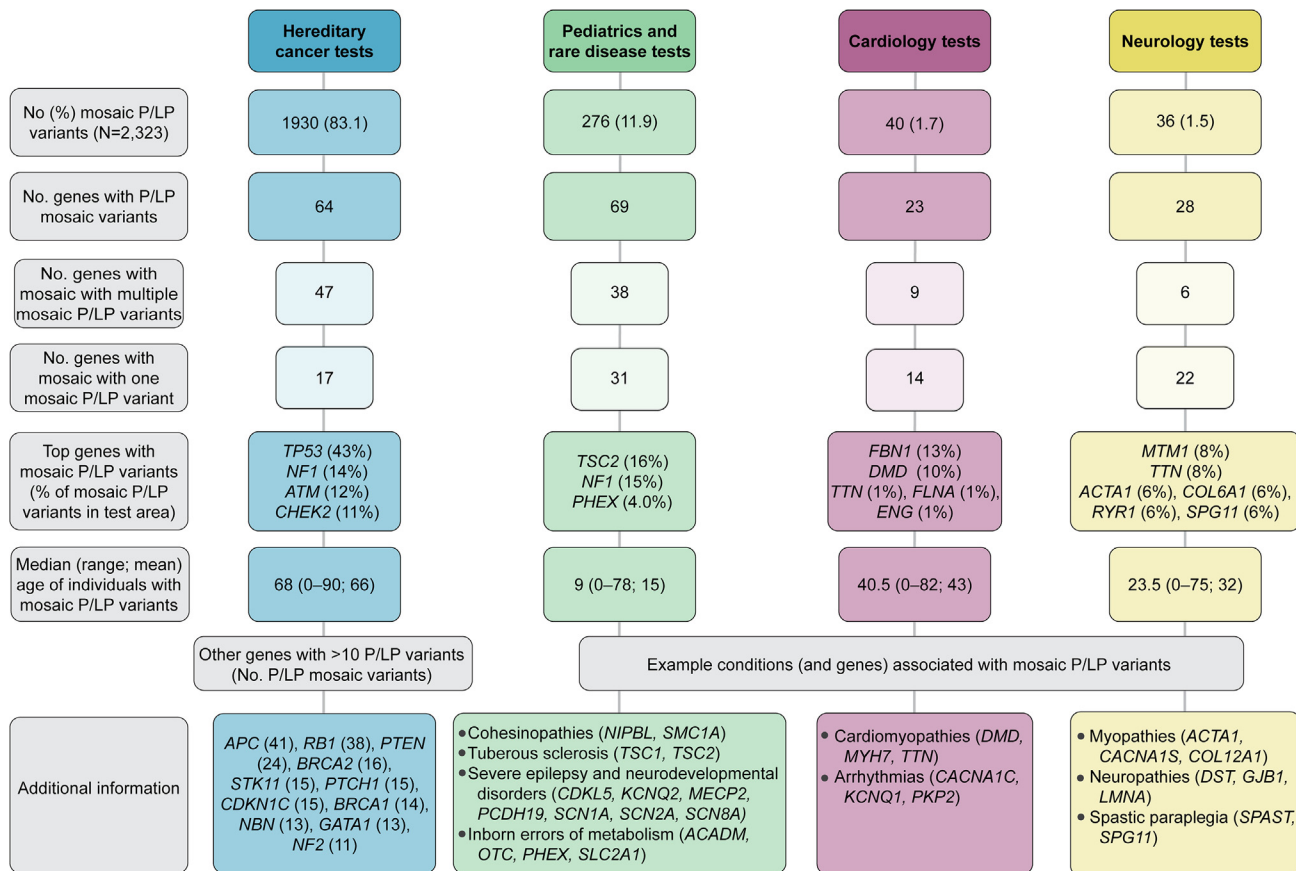 Hereditary
cancer tests
Pediatrics and
rare disease tests
Cardiology tests
Neurology tests
No (%) mosaic P/LP
variants (N=2,323)
1930 (83.1)
276 (11.9)
40 (1.7)
36 (1.5)
No. genes with P/LP
mosaic variants
64
69
23
28
No. genes with
mosaic with multiple
mosaic P/LP variants
47
38
9
6
No. genes with
mosaic with one
mosaic P/LP variant
17
31
14
22
Top genes with
mosaic P/LP variants
(% of mosaic P/LP
variants in test area)
TP53 (43%)
NF1 (14%)
ATM (12%)
CHEK2 (11%)
TSC2 (16%)
NF1 (15%)
PHEX (4.0%)
FBN1 (13%)
DMD (10%)
TTN (1%), FLNA (1%),
ENG (1%)
MTM1 (8%)
TTN (8%)
ACTA1 (6%), COL6A1 (6%),
RYR1 (6%), SPG11 (6%)
Median (range; mean)
age of individuals with
mosaic P/LP variants
68 (0–90; 66)
9 (0–78; 15)
40.5 (0–82; 43)
23.5 (0–75; 32)
Other genes with >10 P/LP variants
(No. P/LP mosaic variants)
Example conditions (and genes) associated with mosaic P/LP variants
Additional information
APC (41), RB1 (38), PTEN
(24), BRCA2 (16),
STK11 (15), PTCH1 (15),
CDKN1C (15), BRCA1 (14),
NBN (13), GATA1 (13),
NF2 (11)
•Cohesinopathies (NIPBL, SMC1A)
•Tuberous sclerosis (TSC1, TSC2)
•Severe epilepsy and neurodevelopmental
disorders (CDKL5, KCNQ2, MECP2,
PCDH19, SCN1A, SCN2A, SCN8A)
•Inborn errors of metabolism (ACADM,
OTC, PHEX, SLC2A1)
• Cardiomyopathies (DMD,
MYH7, TTN)
• Arrhythmias (CACNA1C,
KCNQ1, PKP2)
• Myopathies (ACTA1,
CACNA1S, COL12A1)
• Neuropathies (DST, GJB1,
LMNA)
• Spastic paraplegia (SPAST,
SPG11)